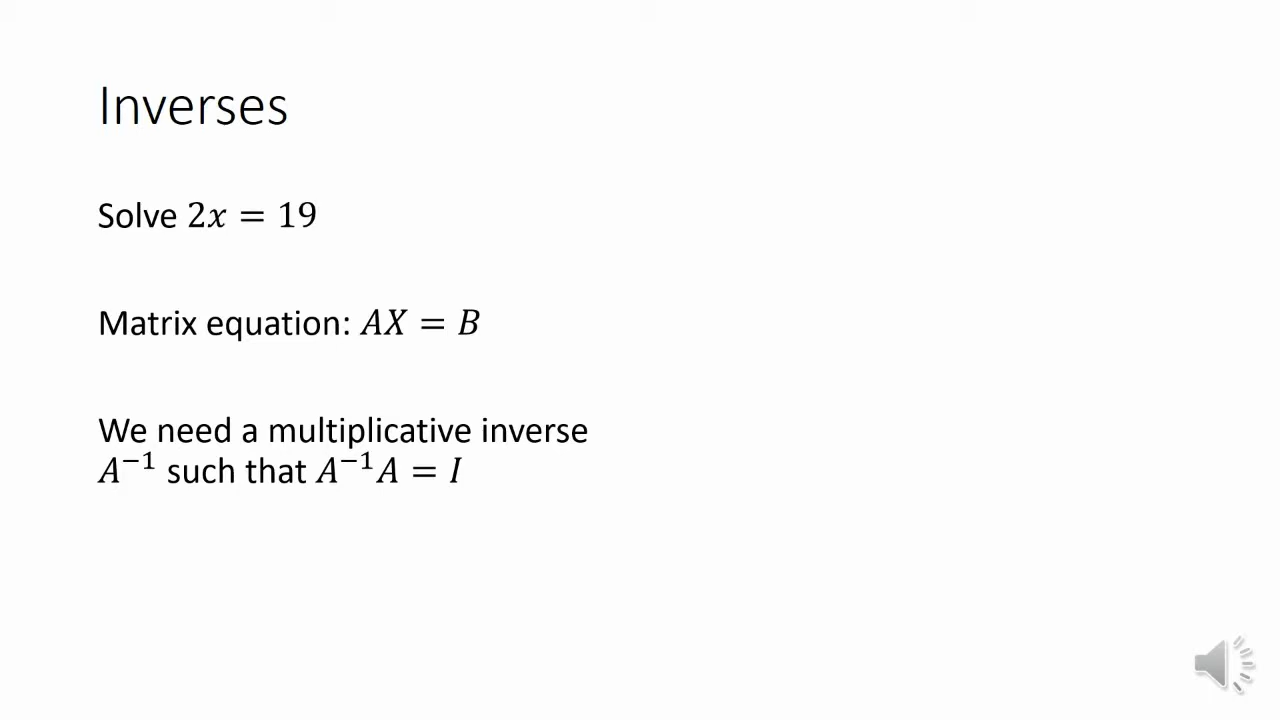 Inverses
Solve 2𝑥 = 19
Matrix equation: 𝐴𝑋 = 𝐵
We need a multiplicative inverse
𝐴⁻¹ such that 𝐴⁻¹𝐴 = 𝐼